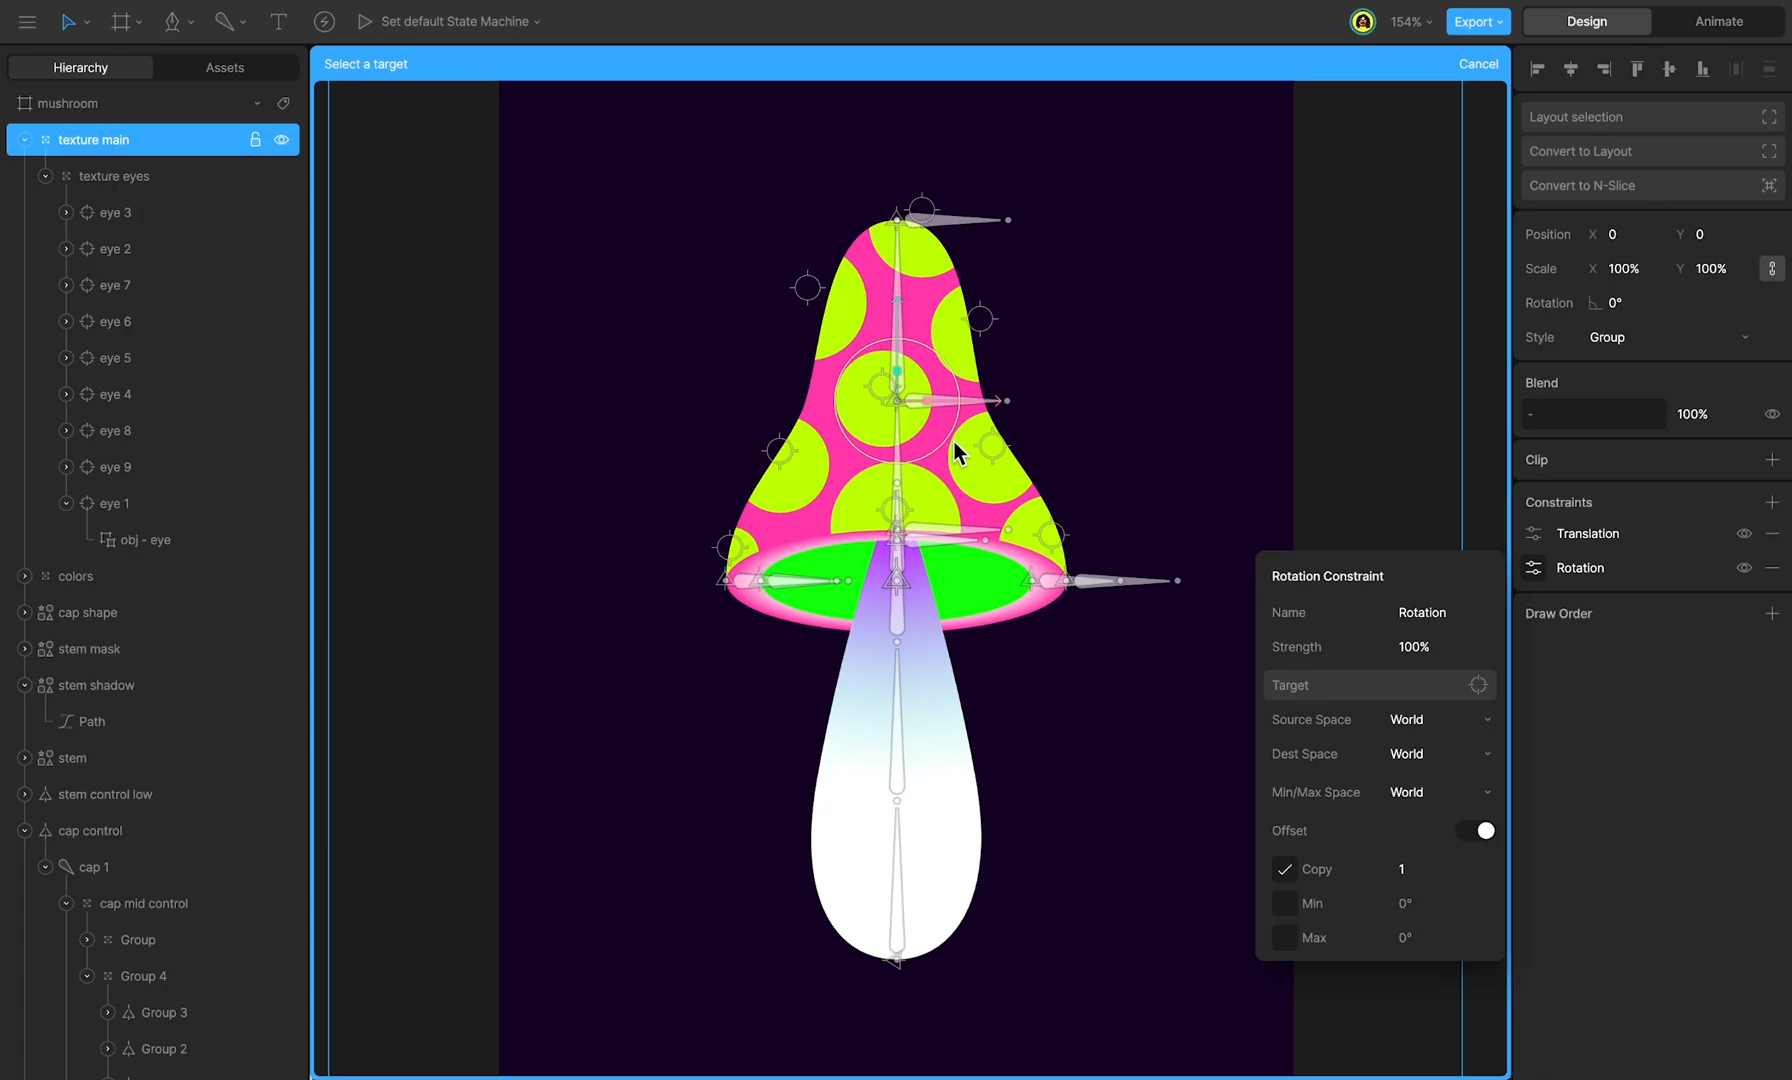 Set default State Machine
154%
Export
Design
Animate
Hierarchy
Assets
Select a target
Cancel
mushroom
texture main
texture eyes
eye 3
eye 2
eye 7
eye 6
eye 5
eye 4
eye 8
eye 9
eye 1
obj - eye
colors
cap shape
stem mask
stem shadow
Path
stem
stem control low
cap control
cap 1
cap mid control
Group
Group 4
Group 3
Group 2
Layout selection
Convert to Layout
Convert to N-Slice
Position X 0 Y 0
Scale X 100% Y 100%
Rotation 0°
Style Group
Blend
- 100%
Clip
Constraints
Translation
Rotation
Draw Order
Rotation Constraint
Name Rotation
Strength 100%
Target
Source Space World
Dest Space World
Min/Max Space World
Offset
Copy 1
Min 0°
Max 0°